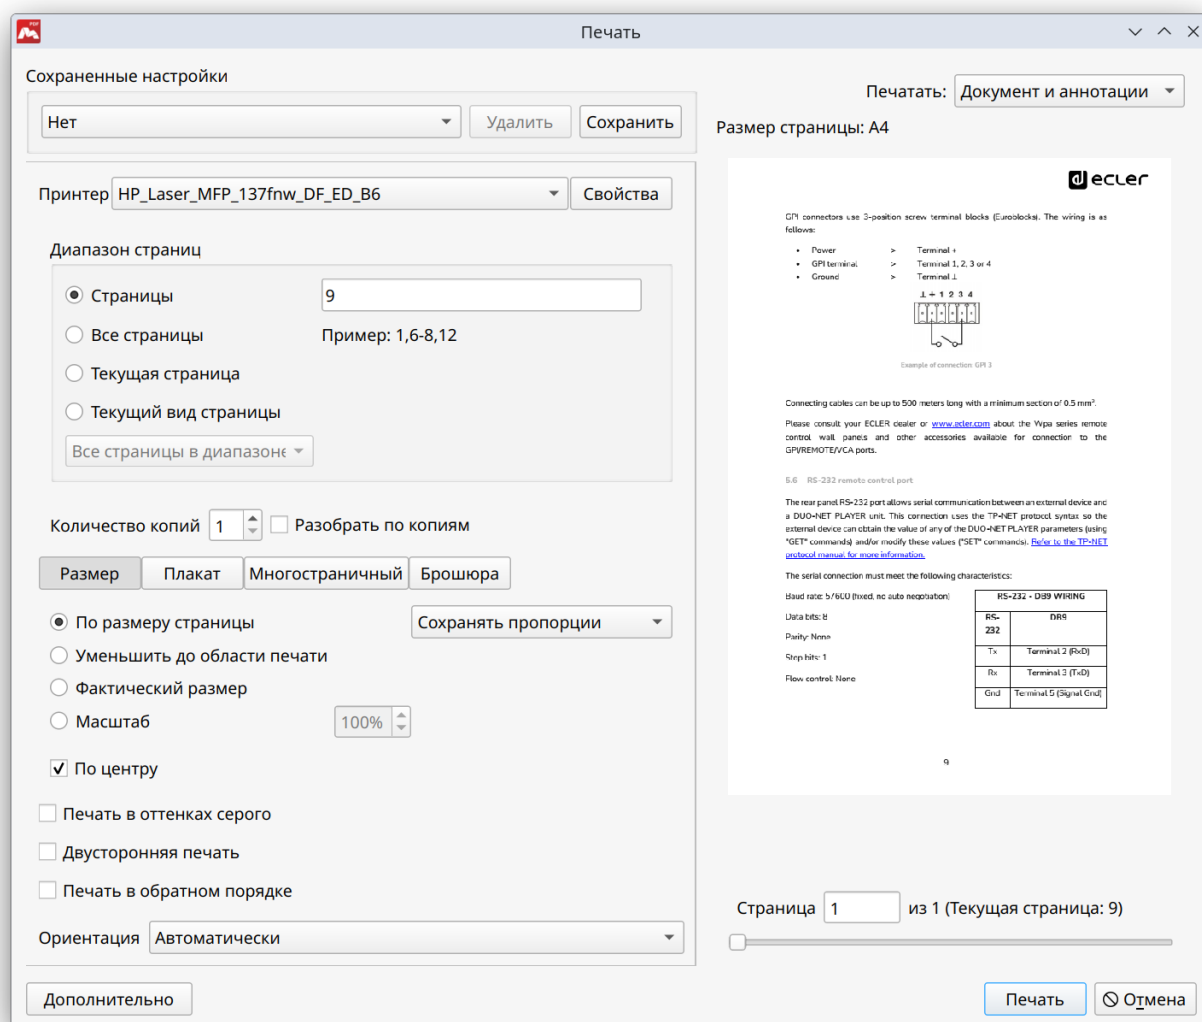 Печать
Сохраненные настройки
Нет
Удалить
Сохранить
Принтер HP_Laser_MFP_137fnw_DF_ED_B6 Свойства
Диапазон страниц
Страницы 9
Все страницы Пример: 1,6-8,12
Текущая страница
Текущий вид страницы
Все страницы в диапазоне
Количество копий 1 Разобрать по копиям
Размер Плакат Многостраничный Брошюра
По размеру страницы Сохранять пропорции
Уменьшить до области печати
Фактический размер
Масштаб 100%
По центру
Печать в оттенках серого
Двусторонняя печать
Печать в обратном порядке
Ориентация Автоматически
Дополнительно
Печатать: Документ и аннотации
Размер страницы: A4
ecler
GPI connectors use 3-position screw terminal blocks (Euroblocks). The wiring is as
follows:
• Power > Terminal +
• GPI terminal > Terminal 1, 2, 3 or 4
• Ground > Terminal ⊥
⊥ + 1 2 3 4
Example of connection: GPI 3
Connecting cables can be up to 500 meters long with a minimum section of 0.5 mm².
Please consult your ECLER dealer or www.ecler.com about the Wpa series remote
control wall panels and other accessories available for connection to the
GPI/REMOTE/VCA ports.
5.6 RS-232 remote control port
The rear panel RS-232 port allows serial communication between an external device and
a DUO-NET PLAYER unit. This connection uses the TP-NET protocol syntax so the
external device can obtain the value of any of the DUO-NET PLAYER parameters (using
"GET" commands) and/or modify these values ("SET" commands). Refer to the TP-NET
protocol manual for more information.
The serial connection must meet the following characteristics:
Baud rate: 57600 (fixed, no auto negotiation)
Data bits: 8
Parity: None
Stop bits: 1
Flow control: None
RS-232 - DB9 WIRING
RS-232 DB9
Tx Terminal 2 (RxD)
Rx Terminal 3 (TxD)
Gnd Terminal 5 (Signal Gnd)
9
Страница 1 из 1 (Текущая страница: 9)
Печать
Отмена